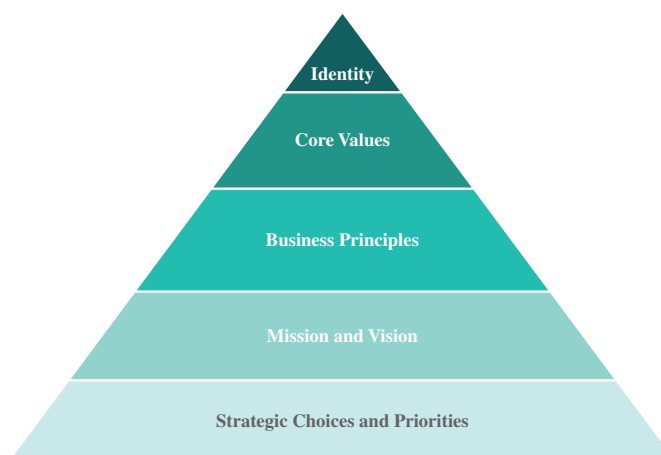 Identity
Core Values
Business Principles
Mission and Vision
Strategic Choices and Priorities